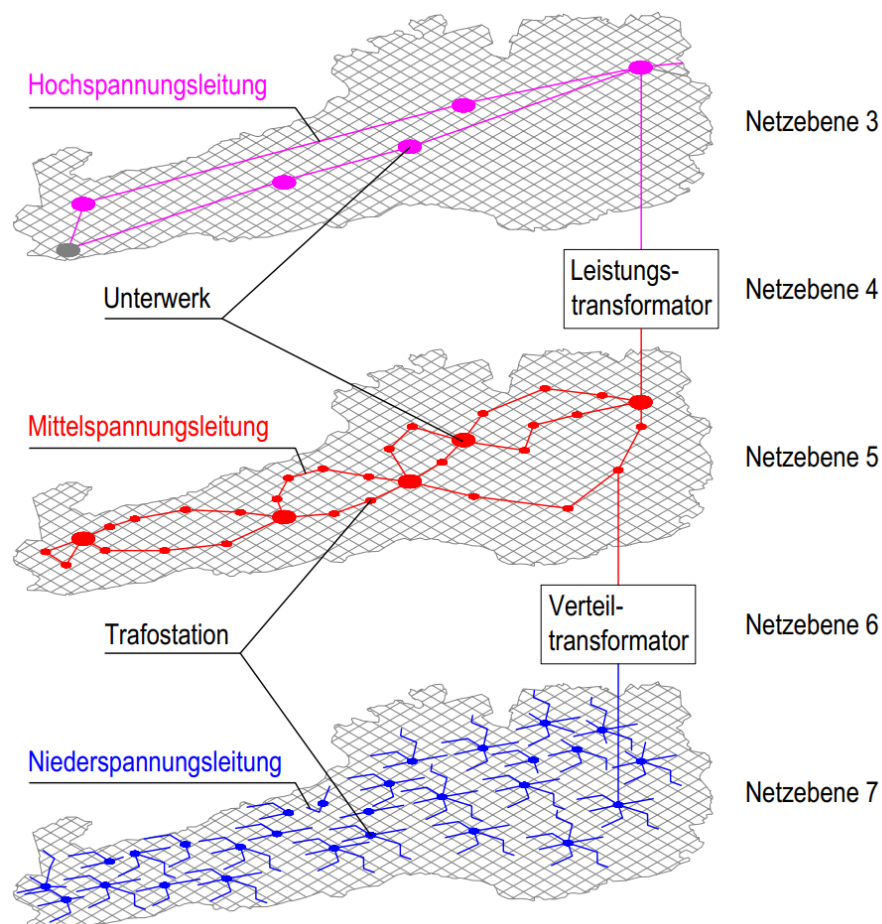 Hochspannungsleitung
Netzebene 3
Leistungs-
transformator
Netzebene 4
Unterwerk
Mittelspannungsleitung
Netzebene 5
Verteil-
transformator
Netzebene 6
Trafostation
Niederspannungsleitung
Netzebene 7